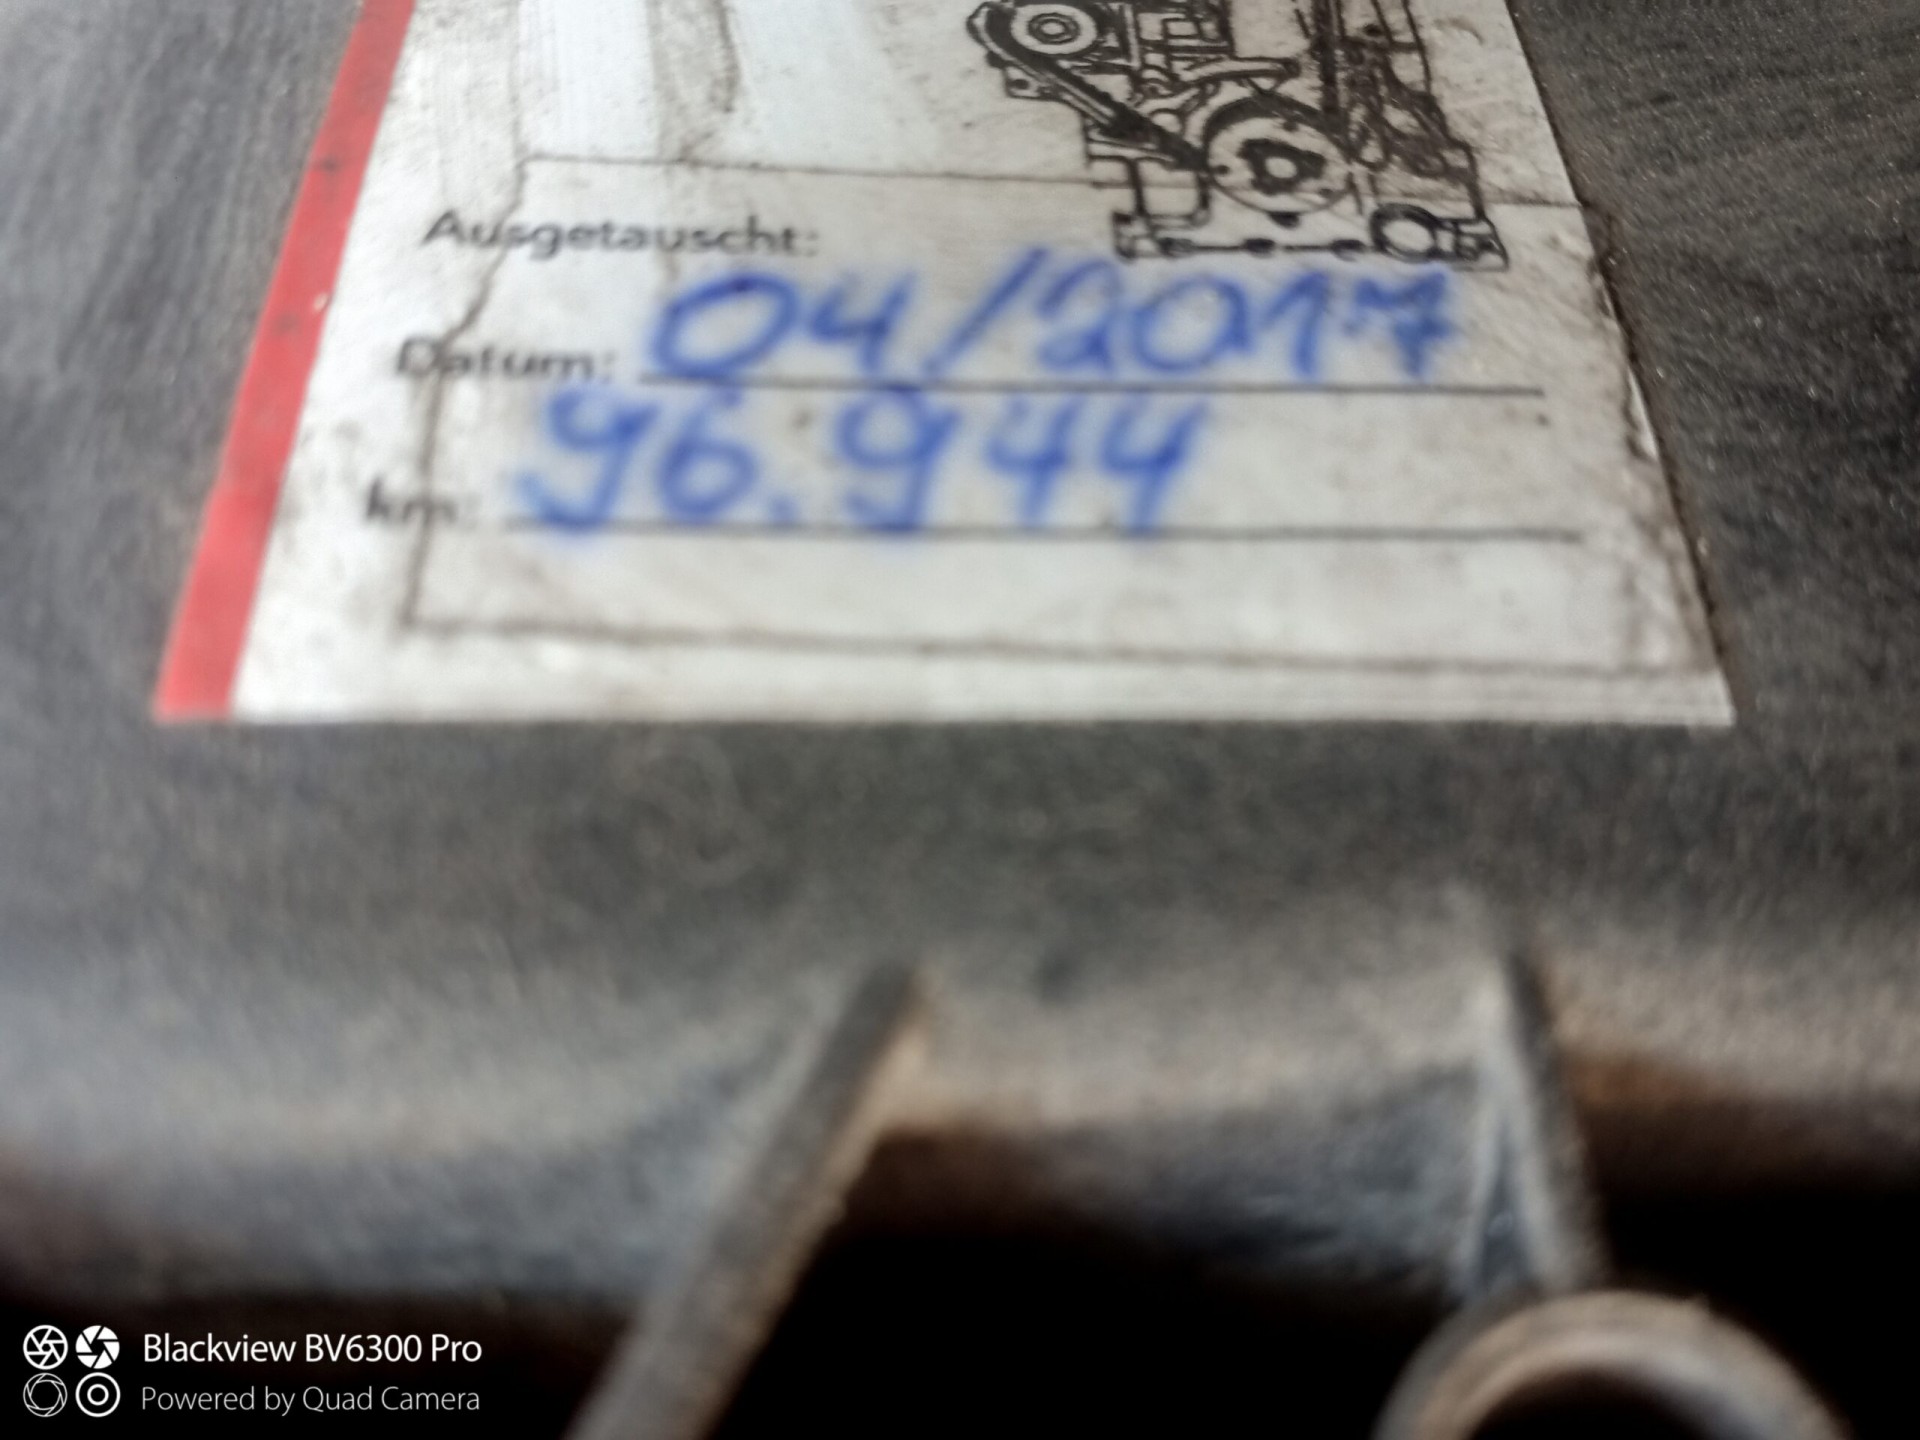 Ausgetauscht:
Datum: 04/2017
km: 96.944
Blackview BV6300 Pro
Powered by Quad Camera